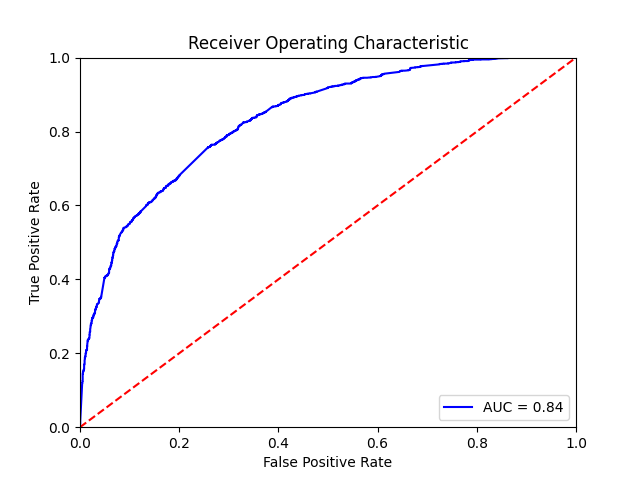 Receiver Operating Characteristic
True Positive Rate
1.0
0.8
0.6
0.4
0.2
0.0
AUC = 0.84
0.0 0.2 0.4 0.6 0.8 1.0
False Positive Rate